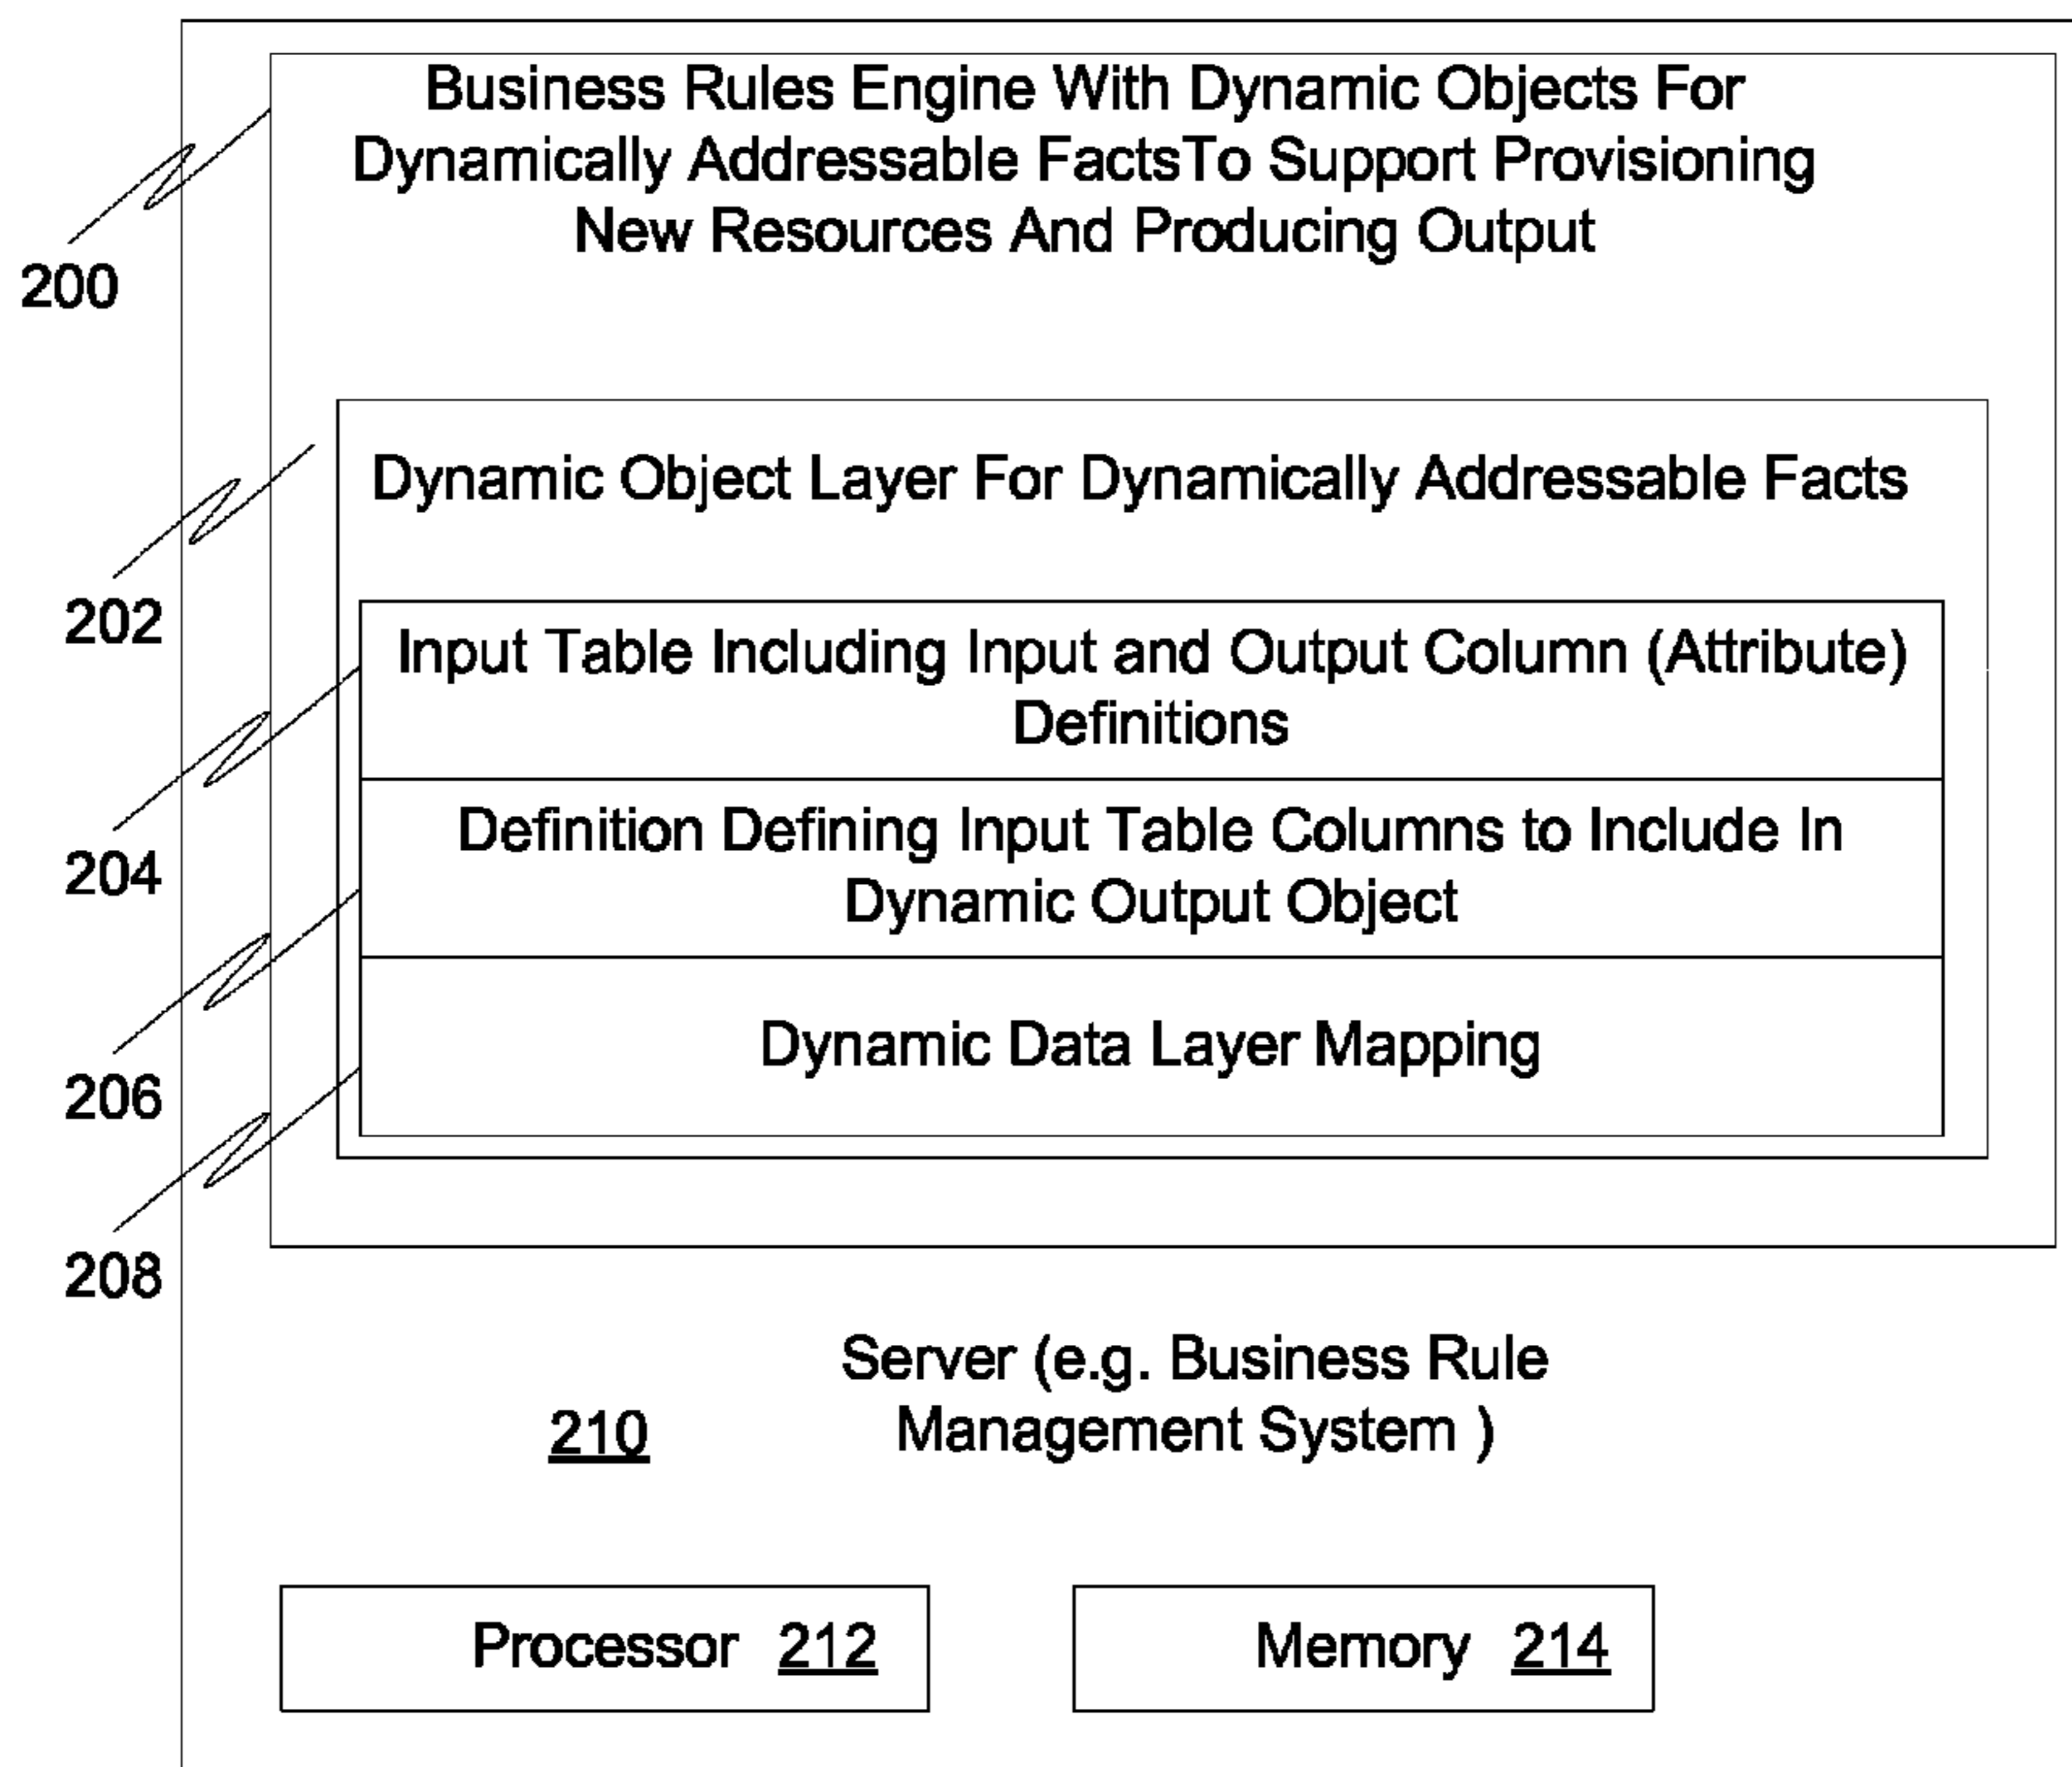 Business Rules Engine With Dynamic Objects For
Dynamically Addressable FactsTo Support Provisioning
New Resources And Producing Output
200
Dynamic Object Layer For Dynamically Addressable Facts
202
Input Table Including Input and Output Column (Attribute)
Definitions
204
Definition Defining Input Table Columns to Include In
Dynamic Output Object
206
Dynamic Data Layer Mapping
208
Server (e.g. Business Rule
Management System )
210
Processor 212
Memory 214